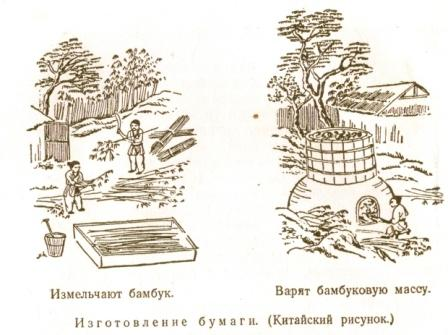 Измельчают бамбук.
Варят бамбуковую массу.
Изготовление бумаги. (Китайский рисунок.)